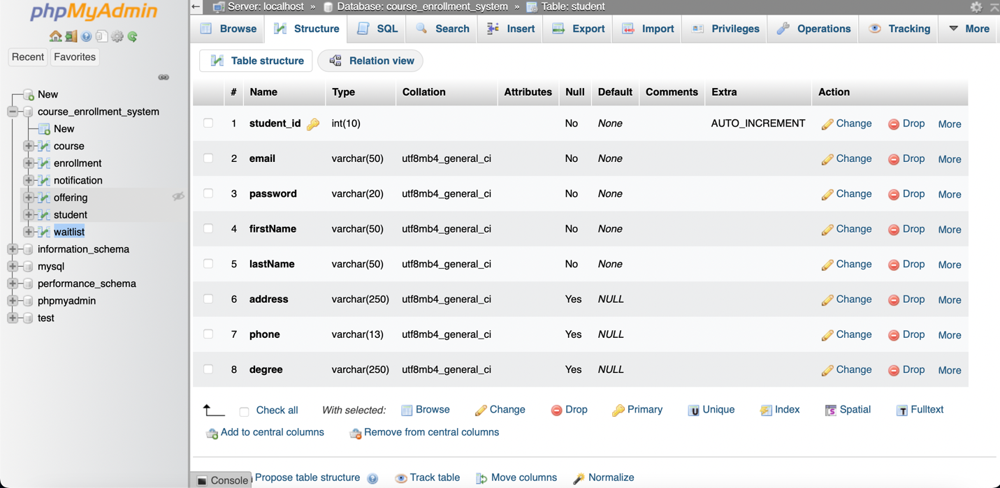 phpMyAdmin
Recent Favorites
New
course_enrollment_system
New
course
enrollment
notification
offering
student
waitlist
information_schema
mysql
performance_schema
phpmyadmin
test
Server: localhost » Database: course_enrollment_system » Table: student
Browse Structure SQL Search Insert Export Import Privileges Operations Tracking More
Table structure Relation view
# Name Type Collation Attributes Null Default Comments Extra Action
1 student_id int(10) No None AUTO_INCREMENT Change Drop More
2 email varchar(50) utf8mb4_general_ci No None Change Drop More
3 password varchar(20) utf8mb4_general_ci No None Change Drop More
4 firstName varchar(50) utf8mb4_general_ci No None Change Drop More
5 lastName varchar(50) utf8mb4_general_ci No None Change Drop More
6 address varchar(250) utf8mb4_general_ci Yes NULL Change Drop More
7 phone varchar(13) utf8mb4_general_ci Yes NULL Change Drop More
8 degree varchar(250) utf8mb4_general_ci Yes NULL Change Drop More
Check all With selected: Browse Change Drop Primary Unique Index Spatial Fulltext
Add to central columns Remove from central columns
Console Propose table structure Track table Move columns Normalize